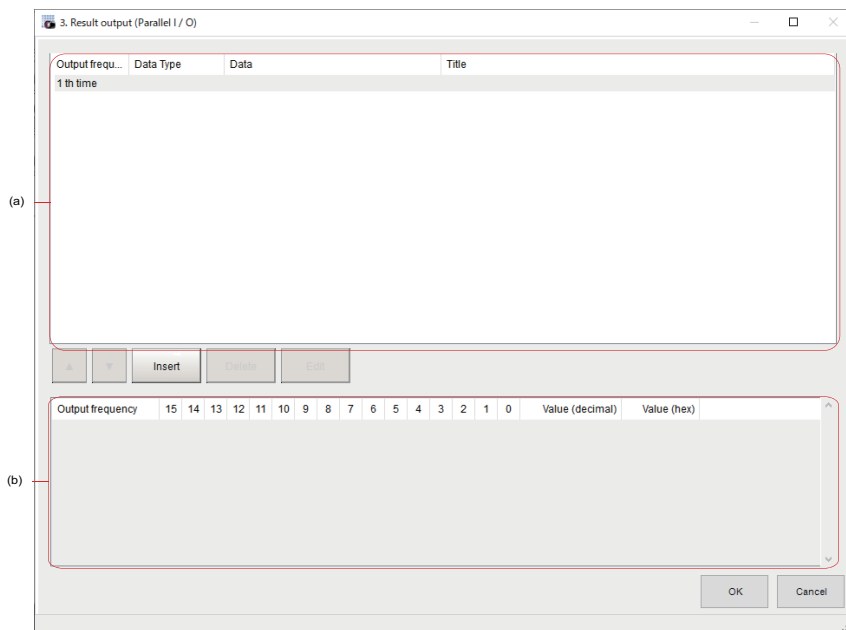 3. Result output (Parallel I / O)
Output frequ... Data Type Data Title
1 th time
(a)
▲ ▼ Insert Delete Edit
Output frequency 15 14 13 12 11 10 9 8 7 6 5 4 3 2 1 0 Value (decimal) Value (hex)
(b)
OK Cancel